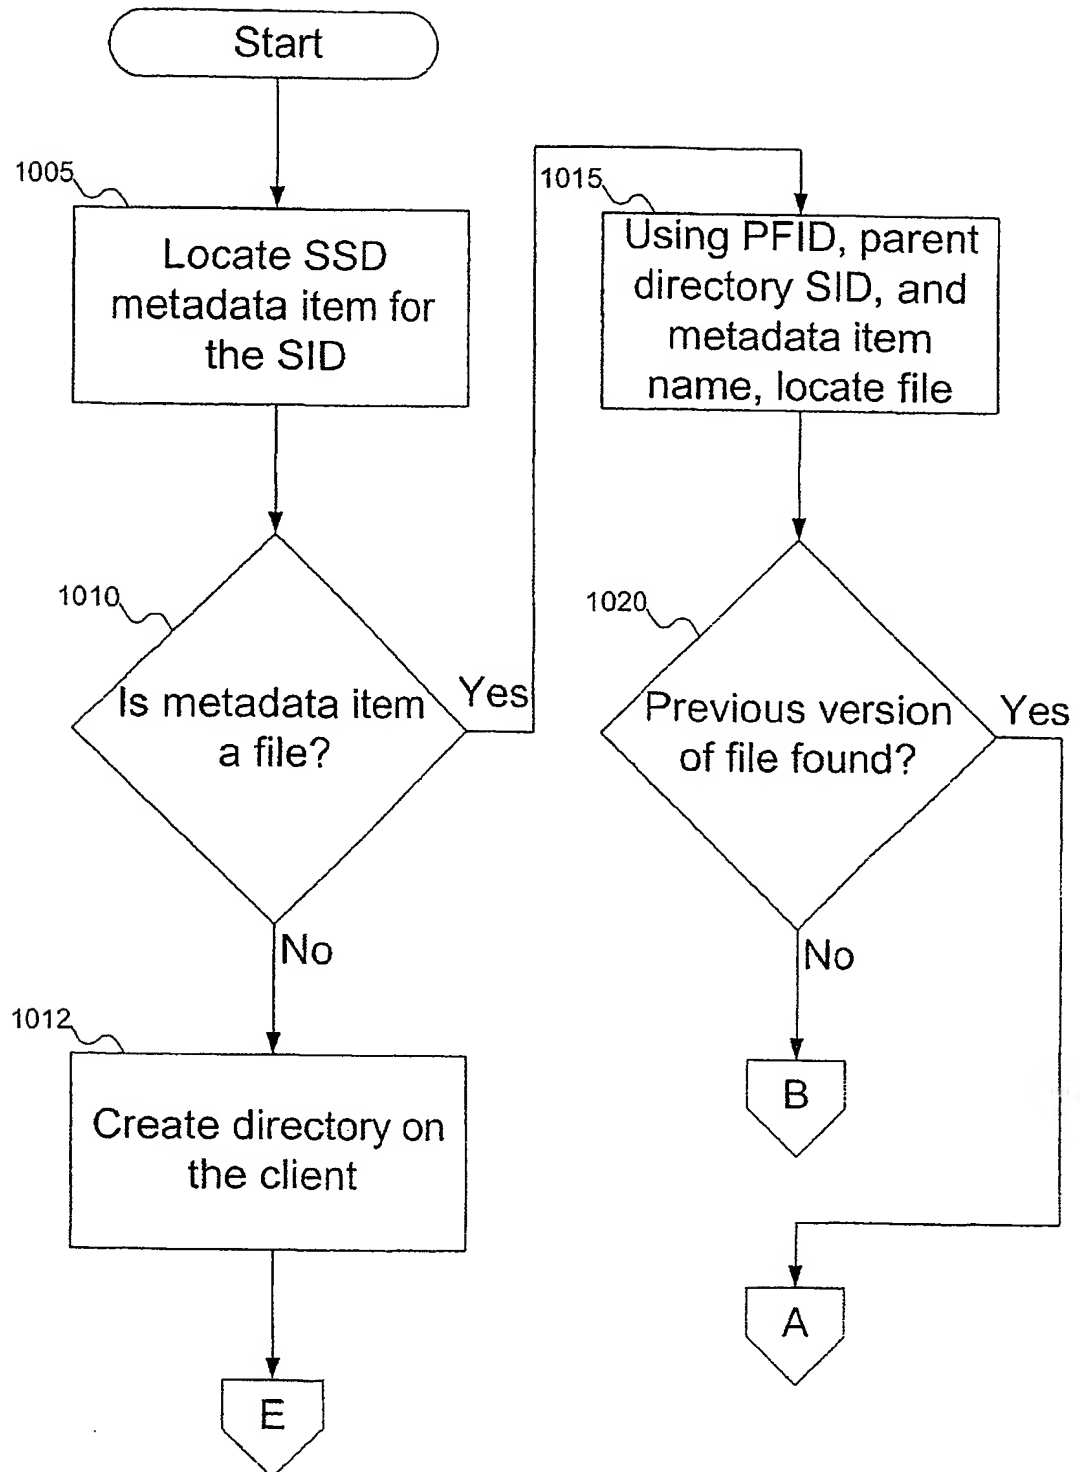 Start
1005
Locate SSD
metadata item for
the SID
1010
Is metadata item
a file?
Yes
No
1012
Create directory on
the client
E
1015
Using PFID, parent
directory SID, and
metadata item
name, locate file
1020
Previous version
of file found?
Yes
No
B
A